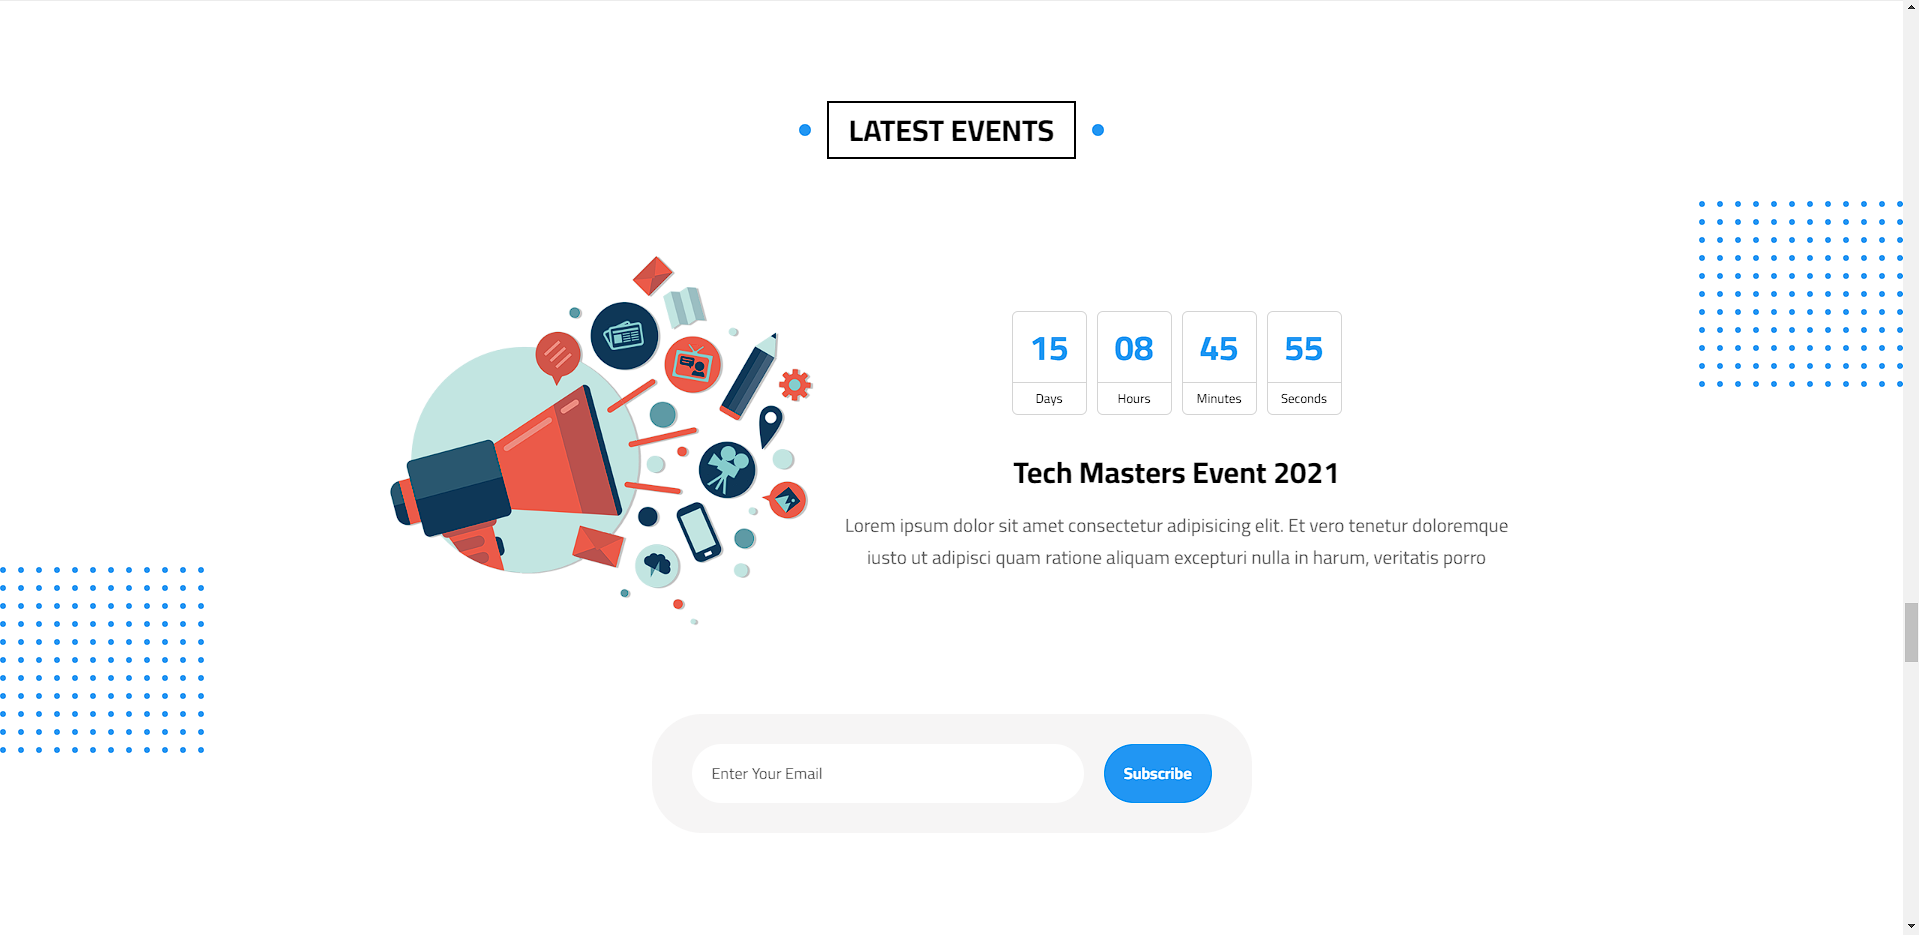 LATEST EVENTS
15 08 45 55
Days Hours Minutes Seconds
Tech Masters Event 2021
Lorem ipsum dolor sit amet consectetur adipisicing elit. Et vero tenetur doloremque
iusto ut adipisci quam ratione aliquam excepturi nulla in harum, veritatis porro
Enter Your Email Subscribe